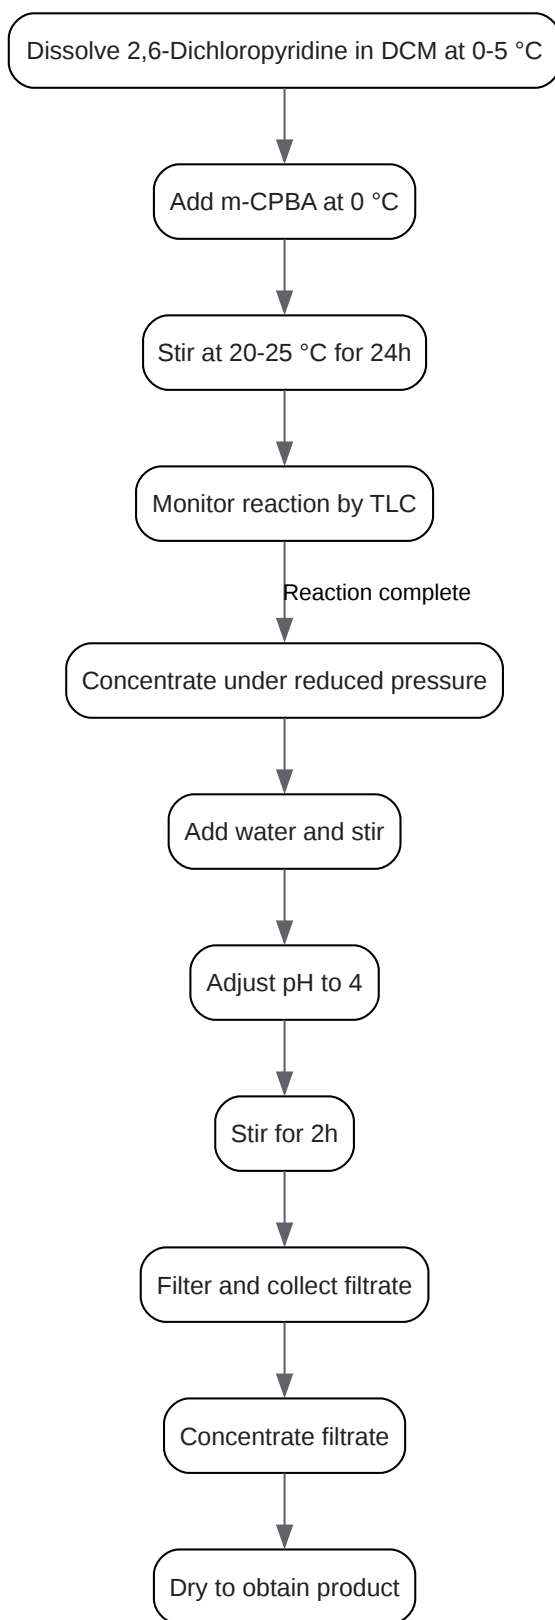 Dissolve 2,6-Dichloropyridine in DCM at 0-5 °C
Add m-CPBA at 0 °C
Stir at 20-25 °C for 24h
Monitor reaction by TLC
Reaction complete
Concentrate under reduced pressure
Add water and stir
Adjust pH to 4
Stir for 2h
Filter and collect filtrate
Concentrate filtrate
Dry to obtain product